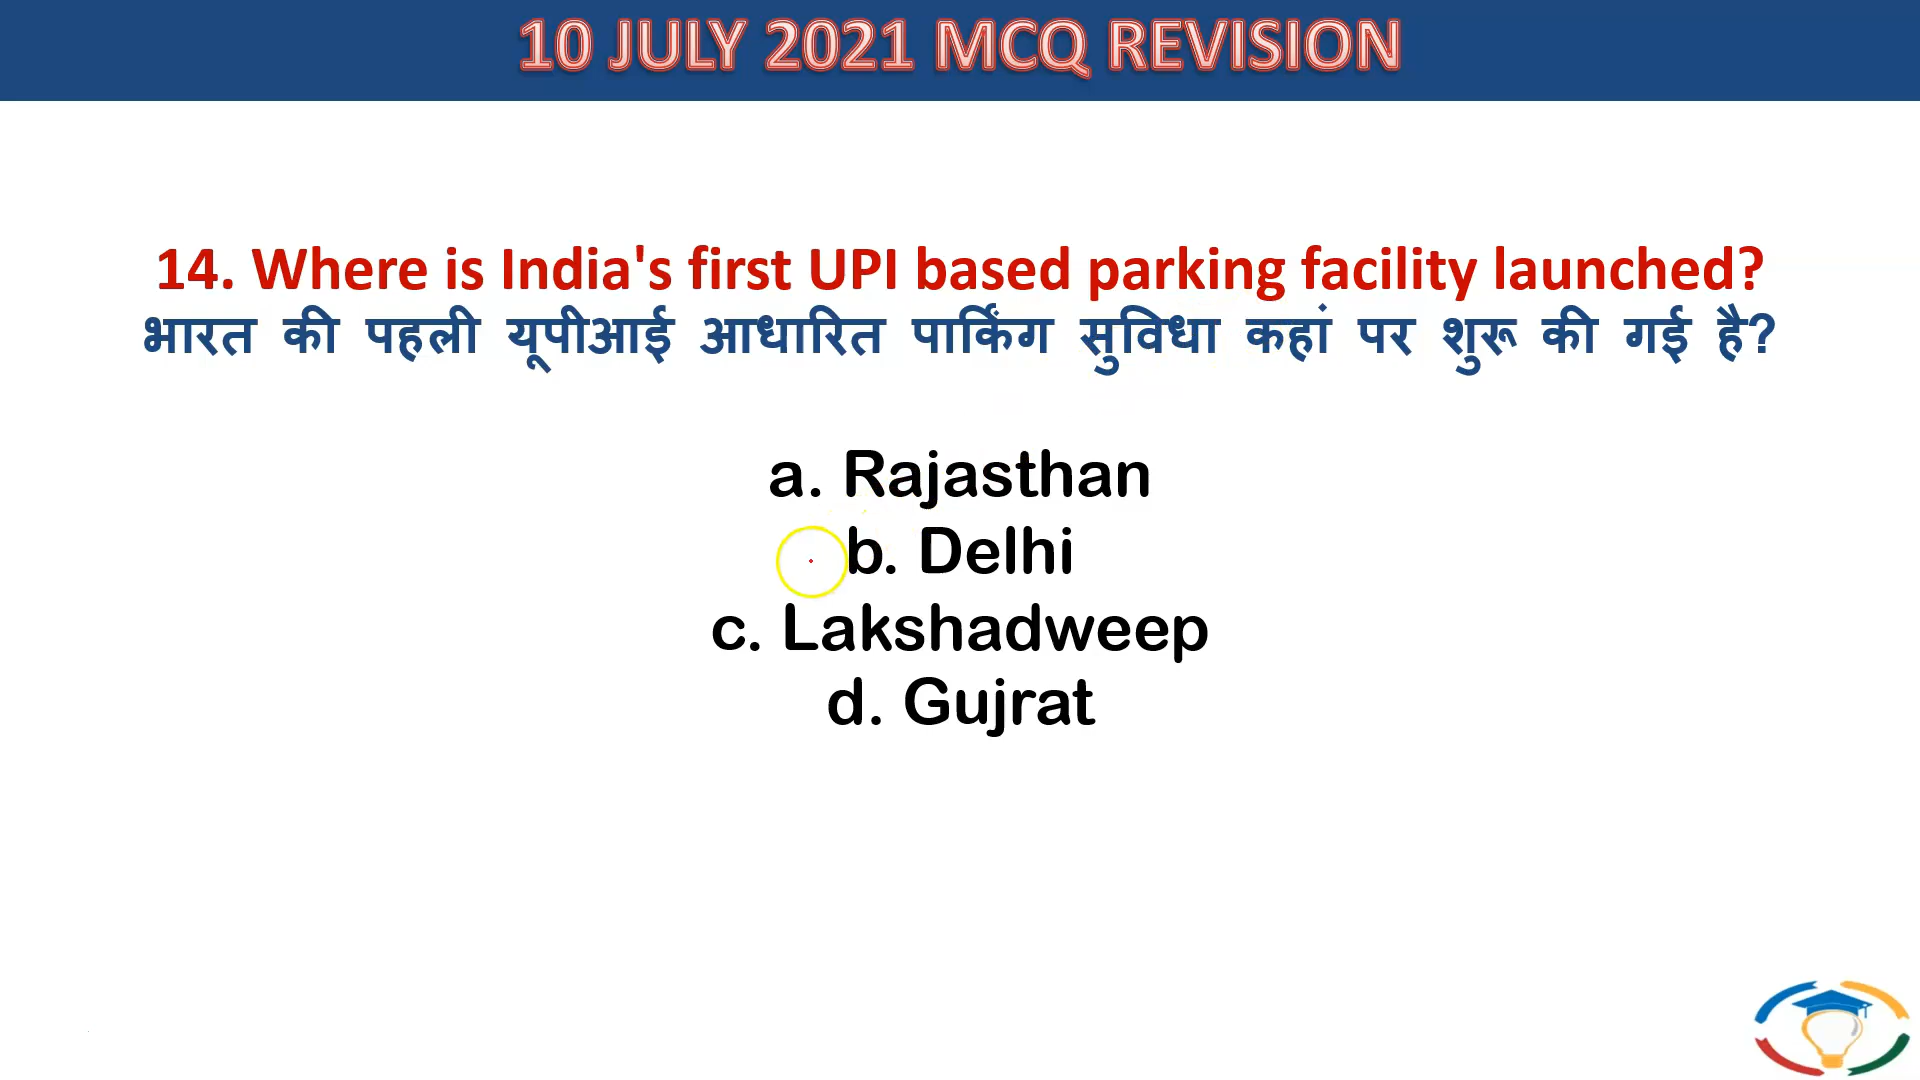 10 JULY 2021 MCQ REVISION
14. Where is India's first UPI based parking facility launched?
भारत की पहली यूपीआई आधारित पार्किंग सुविधा कहां पर शुरू की गई है?
a. Rajasthan
b. Delhi
c. Lakshadweep
d. Gujrat